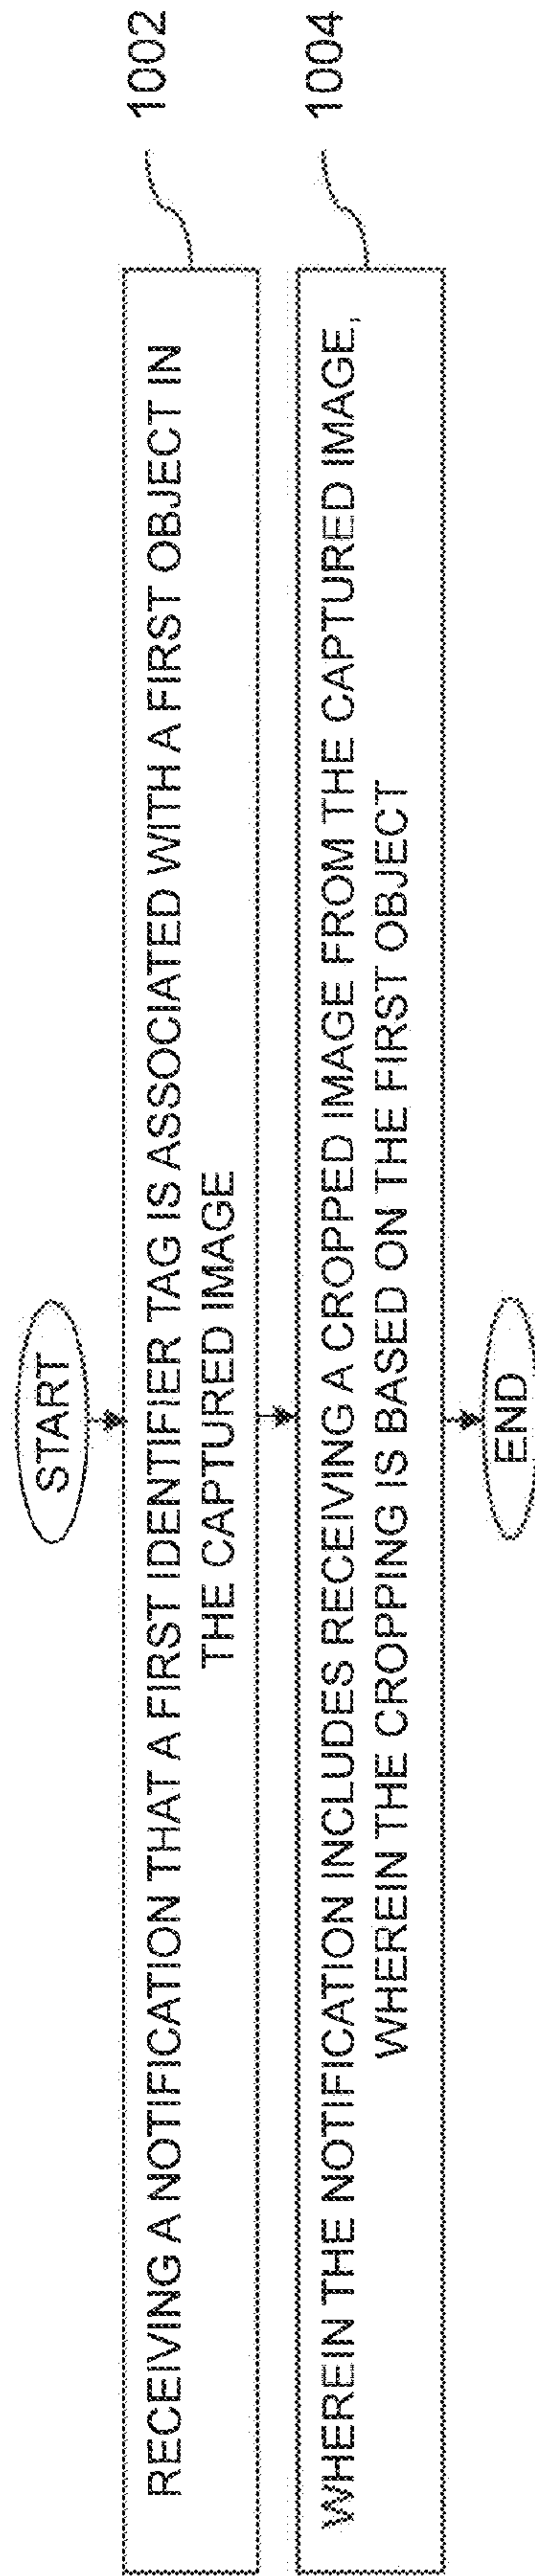 START
RECEIVING A NOTIFICATION THAT A FIRST IDENTIFIER TAG IS ASSOCIATED WITH A FIRST OBJECT IN
THE CAPTURED IMAGE
1002
WHEREIN THE NOTIFICATION INCLUDES RECEIVING A CROPPED IMAGE FROM THE CAPTURED IMAGE,
WHEREIN THE CROPPING IS BASED ON THE FIRST OBJECT
1004
END